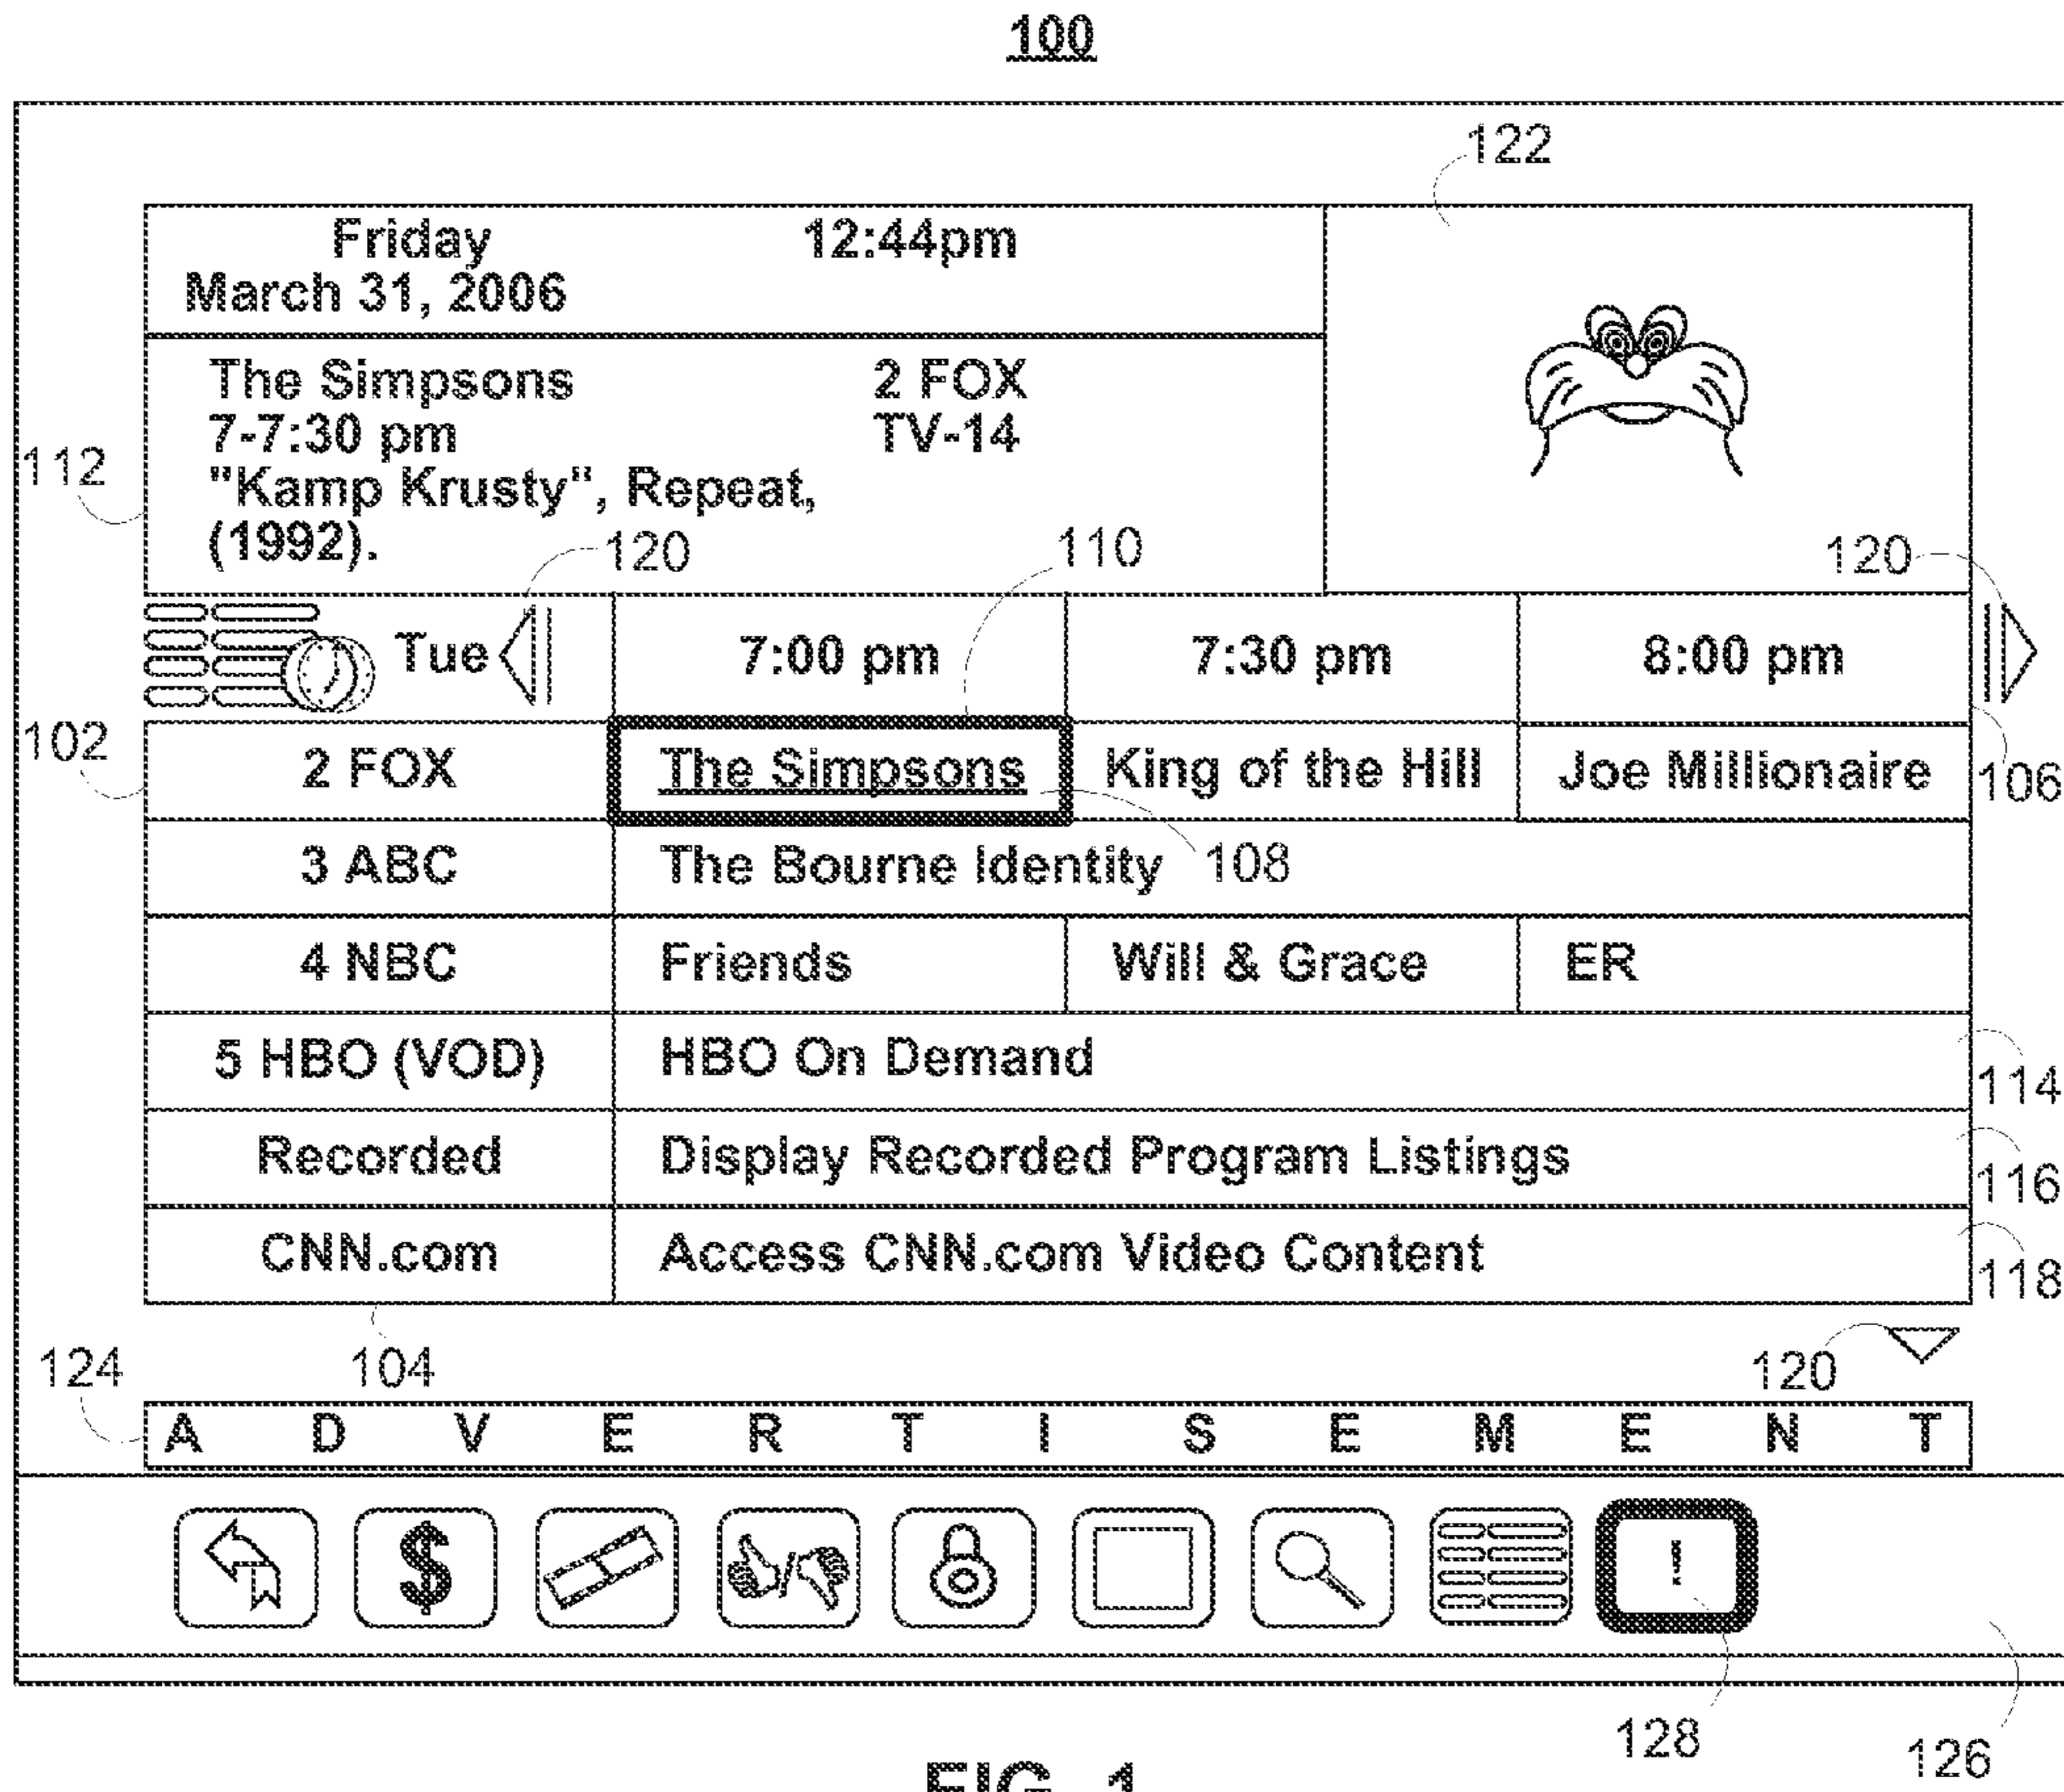 100
122
Friday 12:44pm
March 31, 2006
The Simpsons 2 FOX
7-7:30 pm TV-14
112
"Kamp Krusty", Repeat,
(1992).
120 110 120
Tue 7:00 pm 7:30 pm 8:00 pm
102 2 FOX The Simpsons King of the Hill Joe Millionaire 106
3 ABC The Bourne Identity 108
4 NBC Friends Will & Grace ER
5 HBO (VOD) HBO On Demand 114
Recorded Display Recorded Program Listings 116
CNN.com Access CNN.com Video Content 118
124 104 120
A D V E R T I S E M E N T
$ / !
128 126
FIG. 1